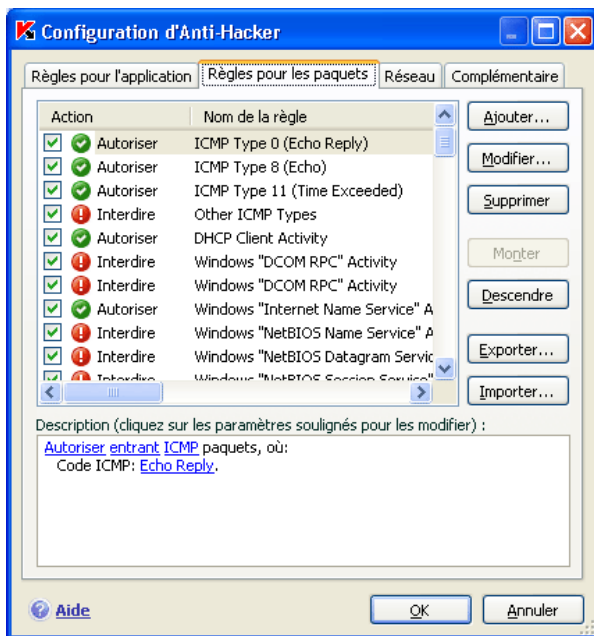 Configuration d'Anti-Hacker
Règles pour l'application Règles pour les paquets Réseau Complémentaire
Action Nom de la règle
Autoriser ICMP Type 0 (Echo Reply)
Autoriser ICMP Type 8 (Echo)
Autoriser ICMP Type 11 (Time Exceeded)
Interdire Other ICMP Types
Autoriser DHCP Client Activity
Interdire Windows "DCOM RPC" Activity
Interdire Windows "DCOM RPC" Activity
Autoriser Windows "Internet Name Service" A
Interdire Windows "NetBIOS Name Service" A
Interdire Windows "NetBIOS Datagram Servic
Interdire Windows "NetBIOS Session Service"
Ajouter...
Modifier...
Supprimer
Monter
Descendre
Exporter...
Importer...
Description (cliquez sur les paramètres soulignés pour les modifier) :
Autoriser entrant ICMP paquets, où:
Code ICMP: Echo Reply.
Aide
OK
Annuler